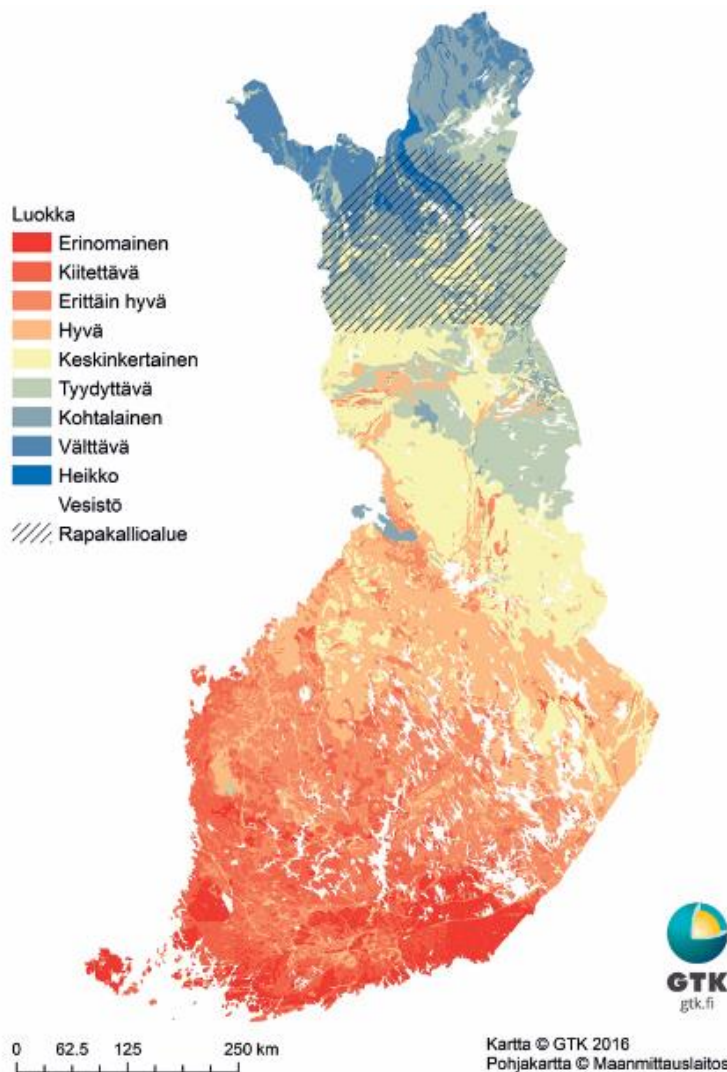 Luokka
Erinomainen
Kiitettävä
Erittäin hyvä
Hyvä
Keskinkertainen
Tyydyttävä
Kohtalainen
Välttävä
Heikko
Vesistö
Rapakallioalue
GTK
gtk.fi
0 62.5 125 250 km
Kartta © GTK 2016
Pohjakartta © Maanmittauslaitos